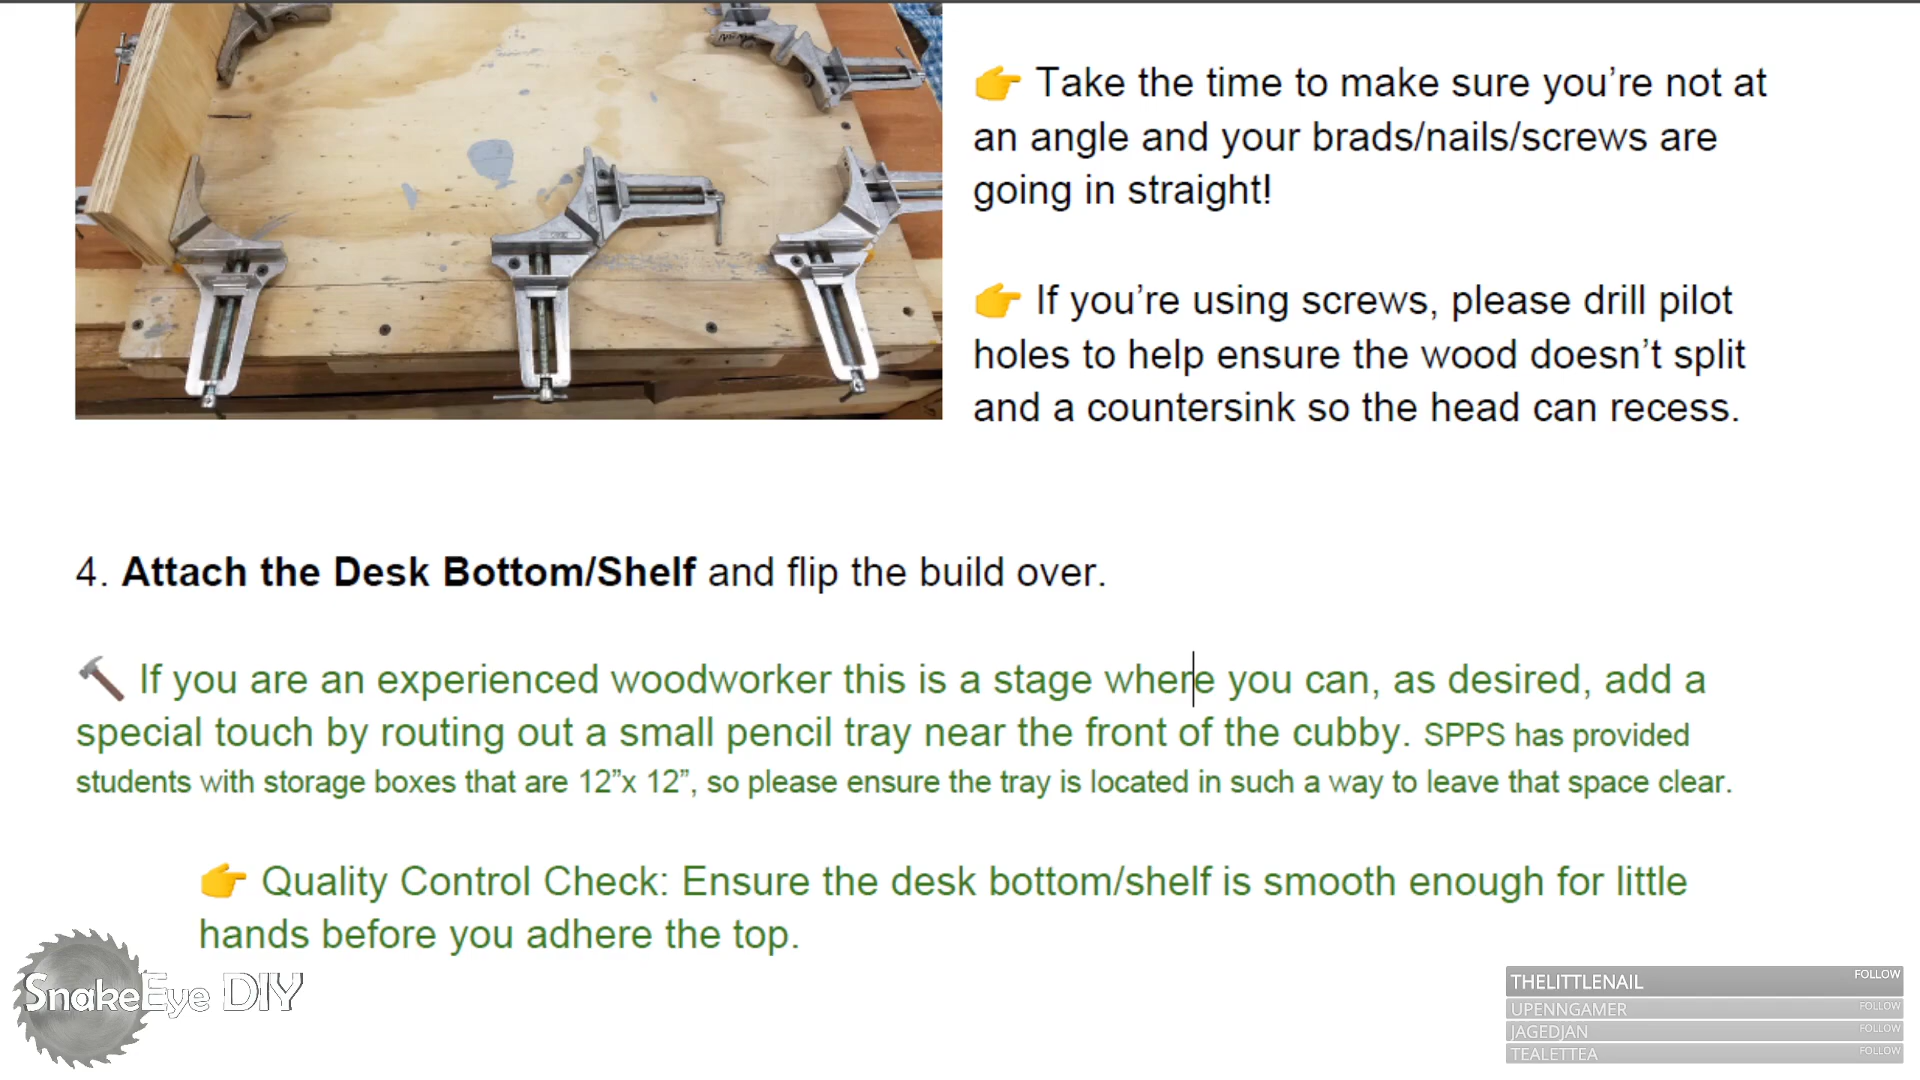 👉 Take the time to make sure you’re not at
an angle and your brads/nails/screws are
going in straight!
👉 If you’re using screws, please drill pilot
holes to help ensure the wood doesn’t split
and a countersink so the head can recess.
4. Attach the Desk Bottom/Shelf and flip the build over.
🔨 If you are an experienced woodworker this is a stage where you can, as desired, add a
special touch by routing out a small pencil tray near the front of the cubby. SPPS has provided
students with storage boxes that are 12”x 12”, so please ensure the tray is located in such a way to leave that space clear.
👉 Quality Control Check: Ensure the desk bottom/shelf is smooth enough for little
hands before you adhere the top.
SnakeEye DIY
THELITTLENAIL FOLLOW
UPENNGAMER FOLLOW
JAGEDJAN FOLLOW
TEALETTEA FOLLOW